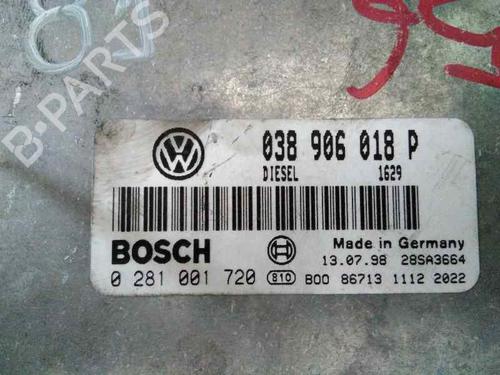 B-PARTS
038 906 018 P
DIESEL 1629
BOSCH
Made in Germany
13.07.98 28SA3664
0 281 001 720 810 B00 86713 1112 2022